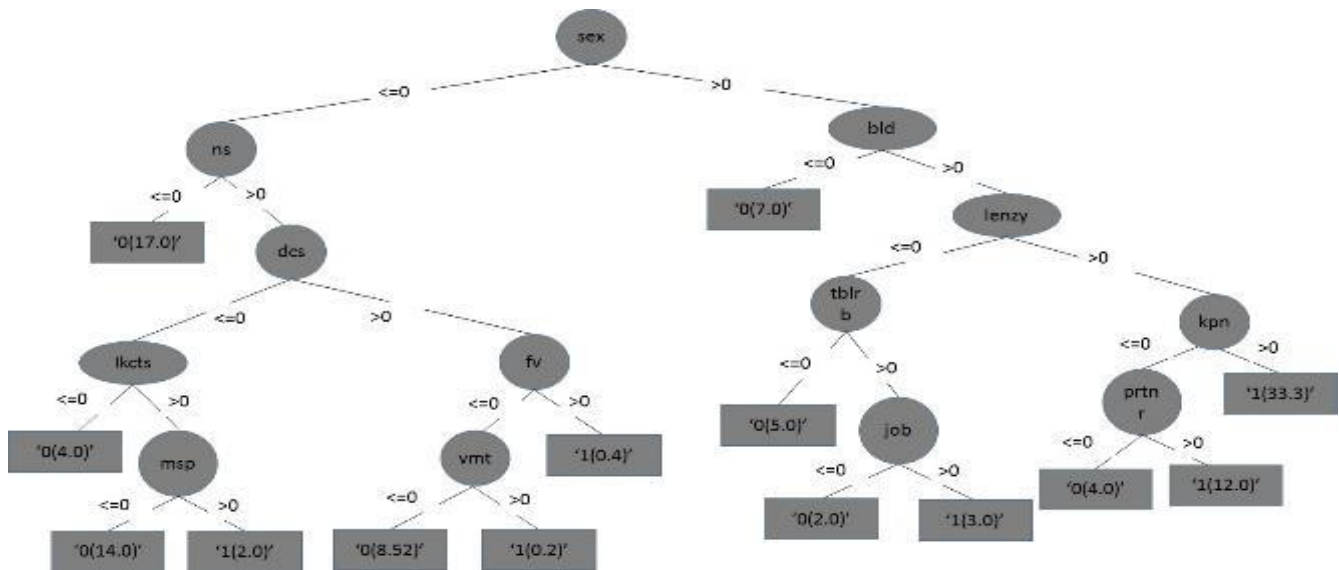 sex
<=0
>0
ns
bld
<=0
>0
<=0
>0
'0(17.0)'
dcs
'0(7.0)'
lenzy
<=0
>0
<=0
>0
lkcts
fv
tblr
b
kpn
<=0
>0
<=0
>0
<=0
>0
<=0
>0
'0(4.0)'
msp
vmt
'1(0.4)'
'0(5.0)'
job
prtn
r
'1(33.3)'
<=0
>0
<=0
>0
<=0
>0
<=0
>0
'0(14.0)'
'1(2.0)'
'0(8.52)'
'1(0.2)'
'0(2.0)'
'1(3.0)'
'0(4.0)'
'1(12.0)'